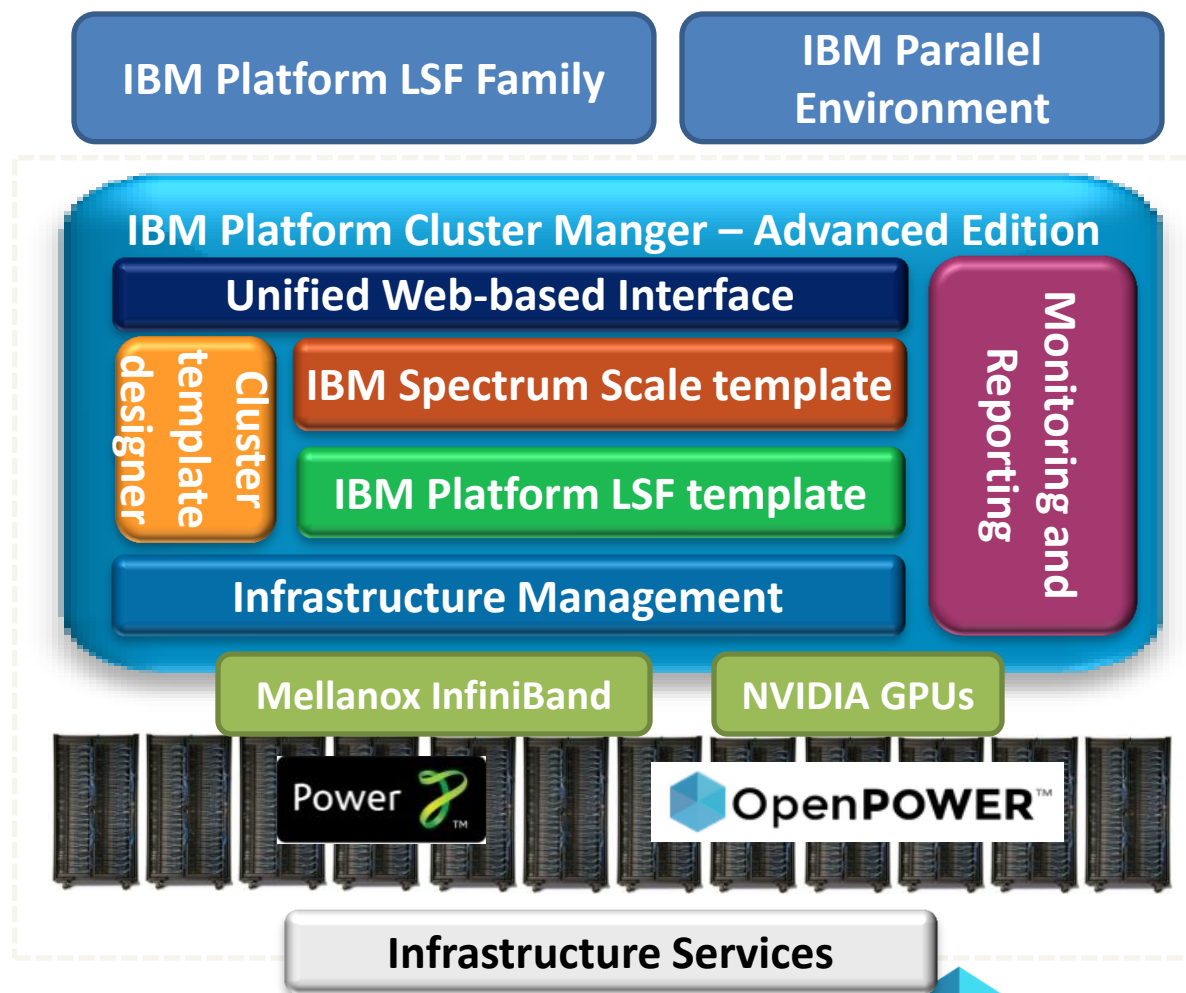 IBM Platform LSF Family
IBM Parallel
Environment
IBM Platform Cluster Manger – Advanced Edition
Unified Web-based Interface
Cluster
template
designer
IBM Spectrum Scale template
IBM Platform LSF template
Monitoring and
Reporting
Infrastructure Management
Mellanox InfiniBand
NVIDIA GPUs
Power TM
OpenPOWER™
Infrastructure Services